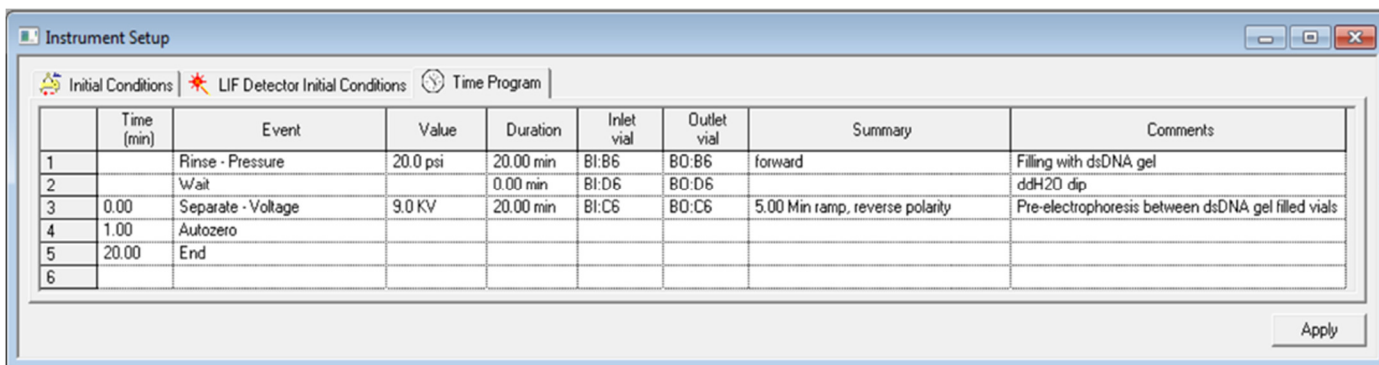 Instrument Setup
Initial Conditions LIF Detector Initial Conditions Time Program
Time (min) Event Value Duration Inlet vial Outlet vial Summary Comments
1 Rinse - Pressure 20.0 psi 20.00 min BI:B6 BO:B6 forward Filling with dsDNA gel
2 Wait 0.00 min BI:D6 BO:D6 ddH2O dip
3 0.00 Separate - Voltage 9.0 KV 20.00 min BI:C6 BO:C6 5.00 Min ramp, reverse polarity Pre-electrophoresis between dsDNA gel filled vials
4 1.00 Autozero
5 20.00 End
6
Apply